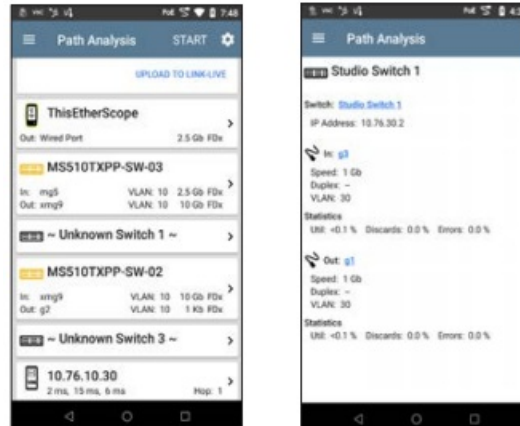 7:48
Path Analysis START
UPLOAD TO LINK-LIVE
ThisEtherScope
Out: Wired Port 2.5 Gb FDx
MS510TXPP-SW-03
In: mg5 VLAN: 10 2.5 Gb FDx
Out: xmg9 VLAN: 10 10 Gb FDx
~ Unknown Switch 1 ~
MS510TXPP-SW-02
In: xmg9 VLAN: 10 10 Gb FDx
Out: g2 VLAN: 10 1 Kb FDx
~ Unknown Switch 3 ~
10.76.10.30
2 ms, 15 ms, 6 ms Hop: 1
Path Analysis
Studio Switch 1
Switch: Studio Switch 1
IP Address: 10.76.30.2
In: g3
Speed: 1 Gb
Duplex: –
VLAN: 30
Statistics
Util: <0.1 % Discards: 0.0 % Errors: 0.0 %
Out: g1
Speed: 1 Gb
Duplex: –
VLAN: 30
Statistics
Util: <0.1 % Discards: 0.0 % Errors: 0.0 %